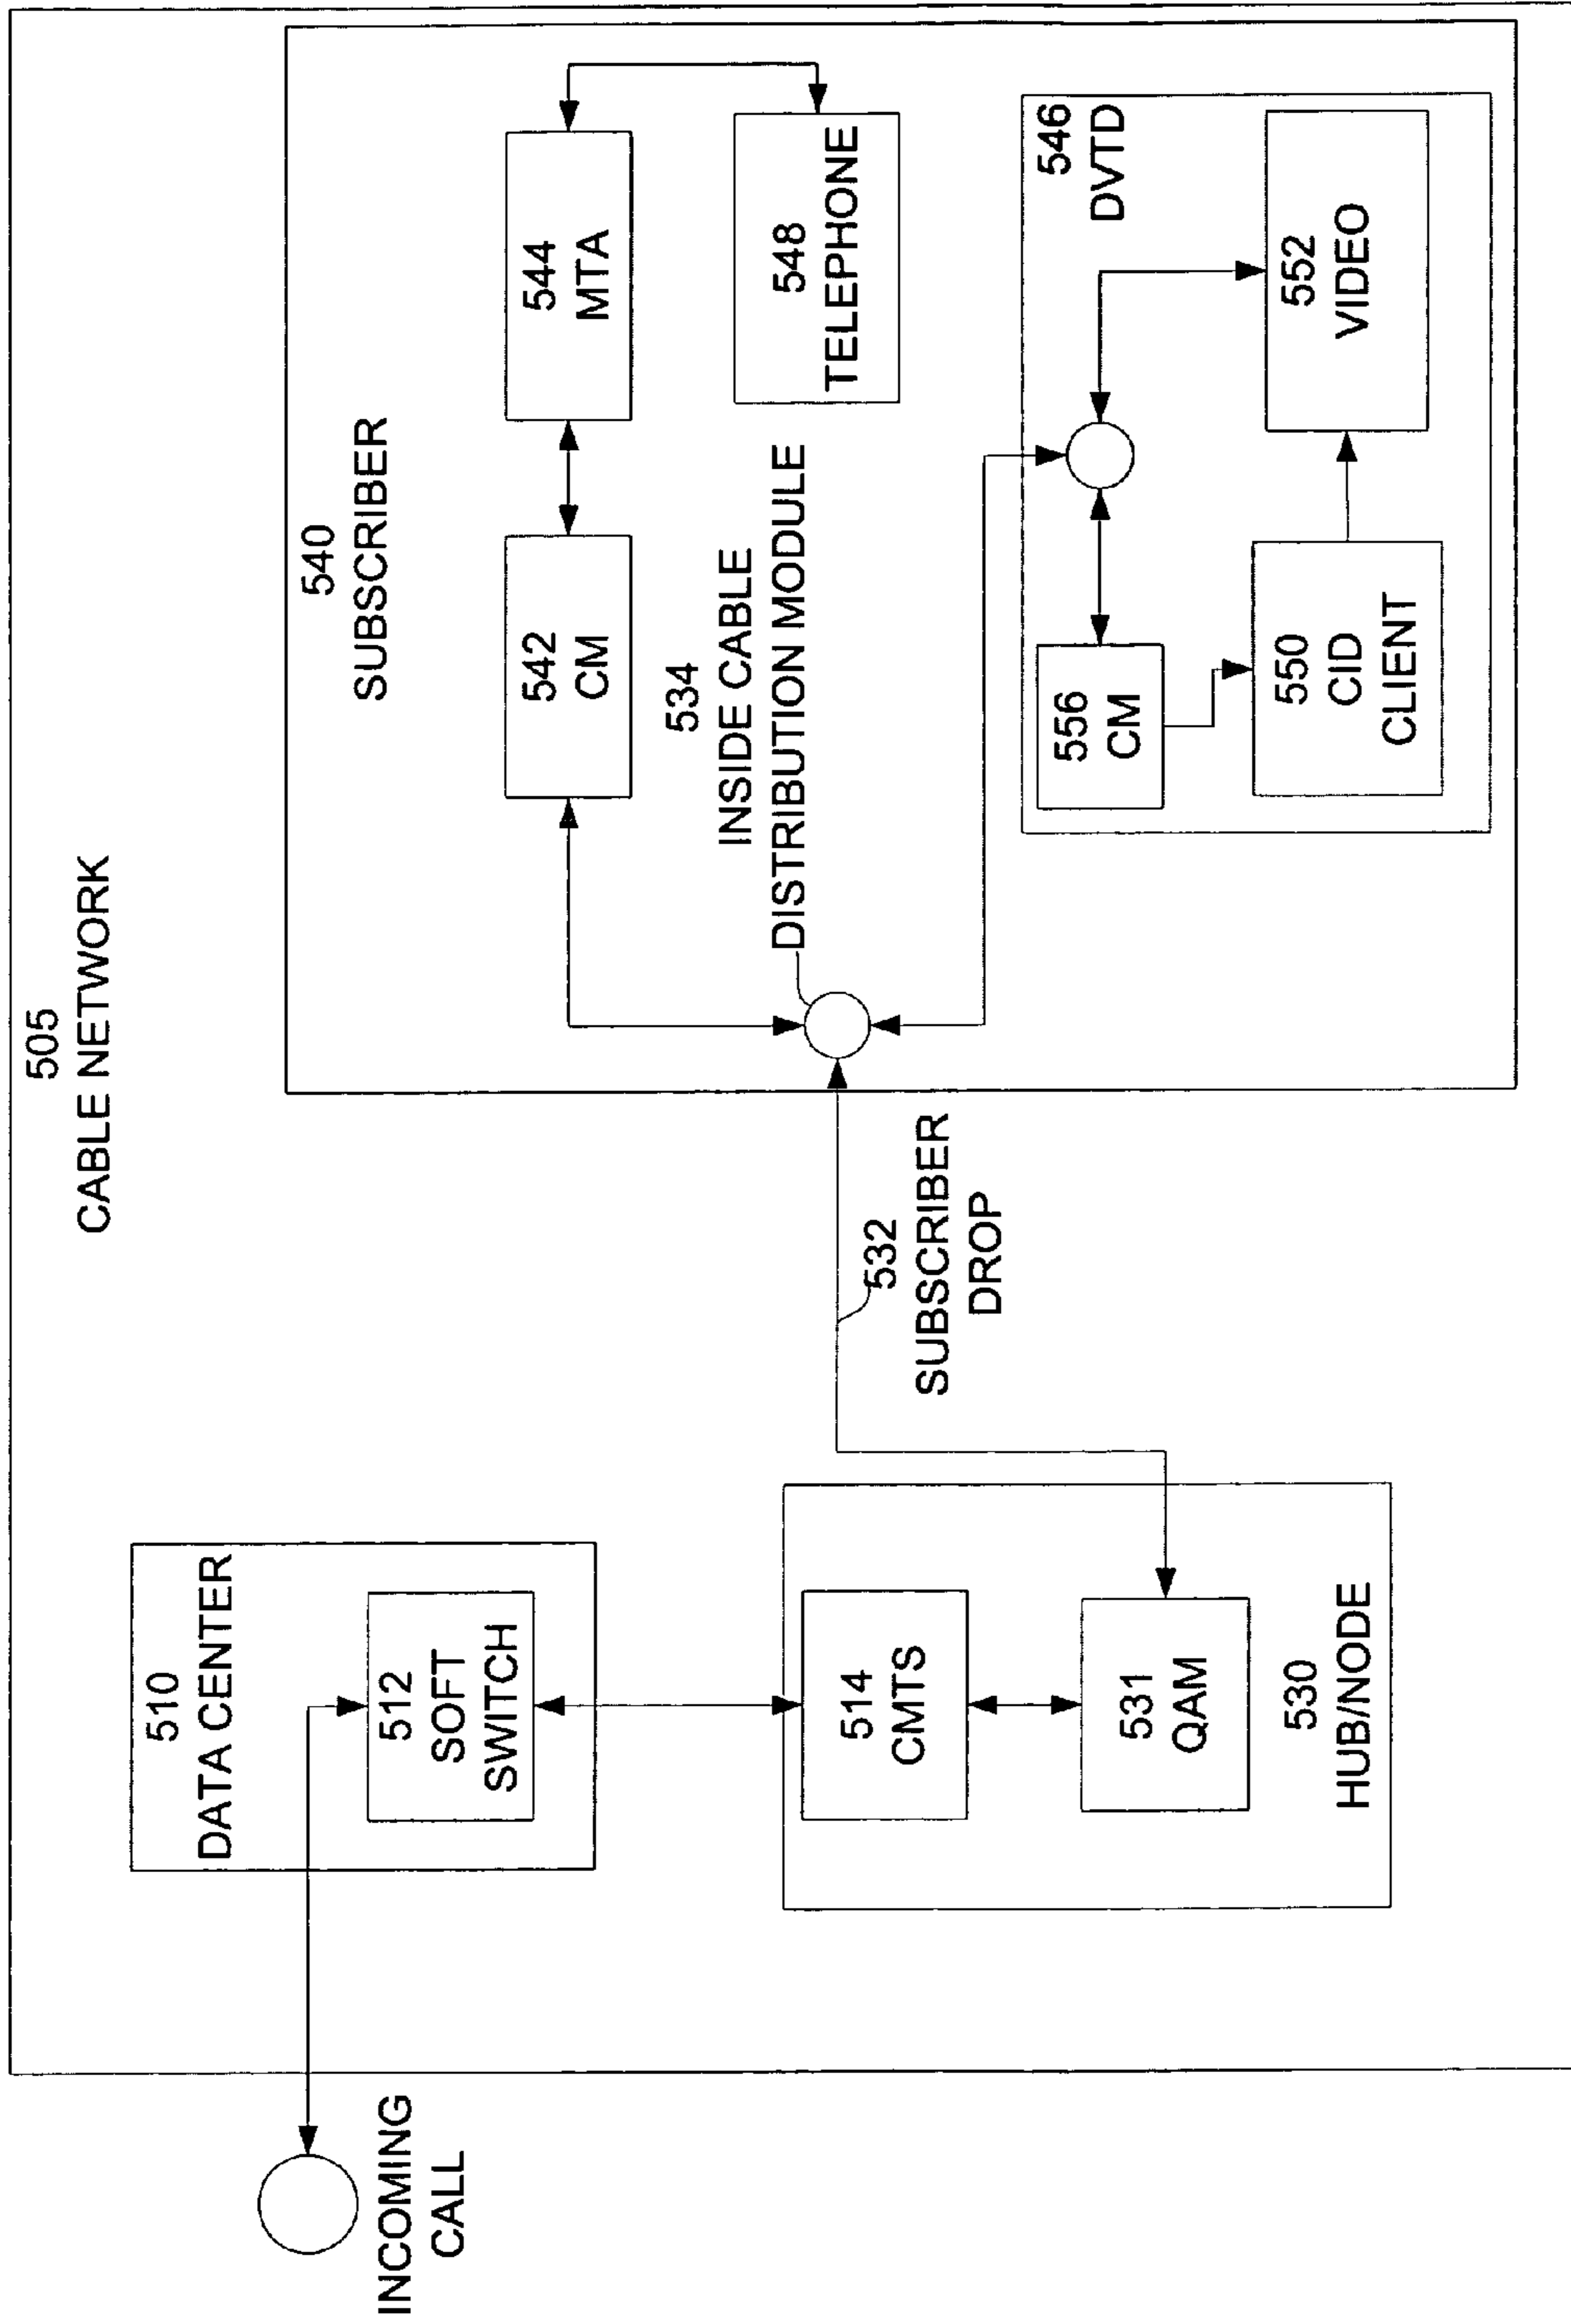 505
CABLE NETWORK
INCOMING
CALL
510
DATA CENTER
512
SOFT
SWITCH
514
CMTS
531
QAM
530
HUB/NODE
532
SUBSCRIBER
DROP
540
SUBSCRIBER
542
CM
544
MTA
534
INSIDE CABLE
DISTRIBUTION MODULE
548
TELEPHONE
546
DVTD
556
CM
550
CID
CLIENT
552
VIDEO